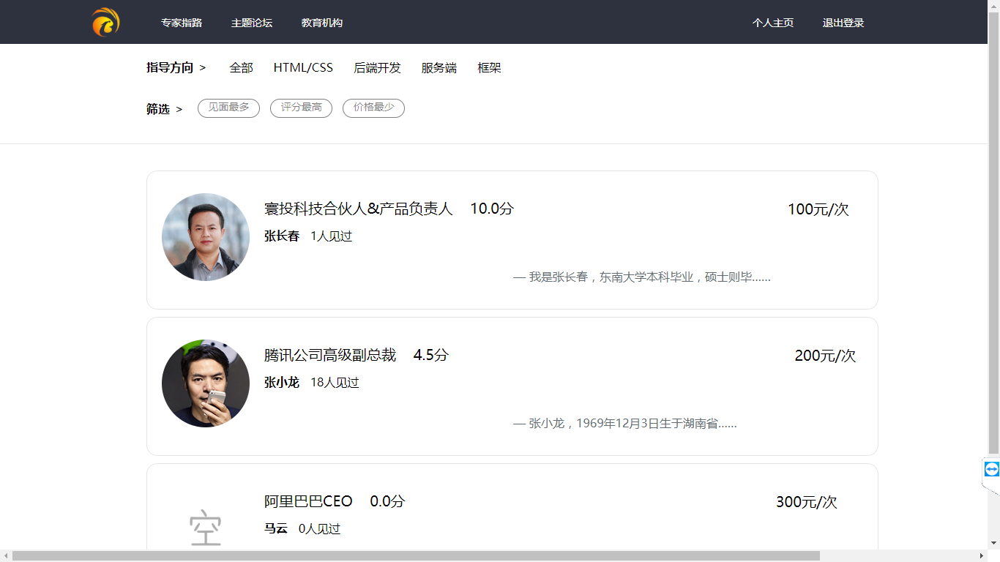 专家指路 主题论坛 教育机构 个人主页 退出登录
指导方向 > 全部 HTML/CSS 后端开发 服务端 框架
筛选 > 见面最多 评分最高 价格最少
寰投科技合伙人&产品负责人 10.0分 100元/次
张长春 1人见过
— 我是张长春，东南大学本科毕业，硕士则毕......
腾讯公司高级副总裁 4.5分 200元/次
张小龙 18人见过
— 张小龙，1969年12月3日生于湖南省......
阿里巴巴CEO 0.0分 300元/次
空
马云 0人见过